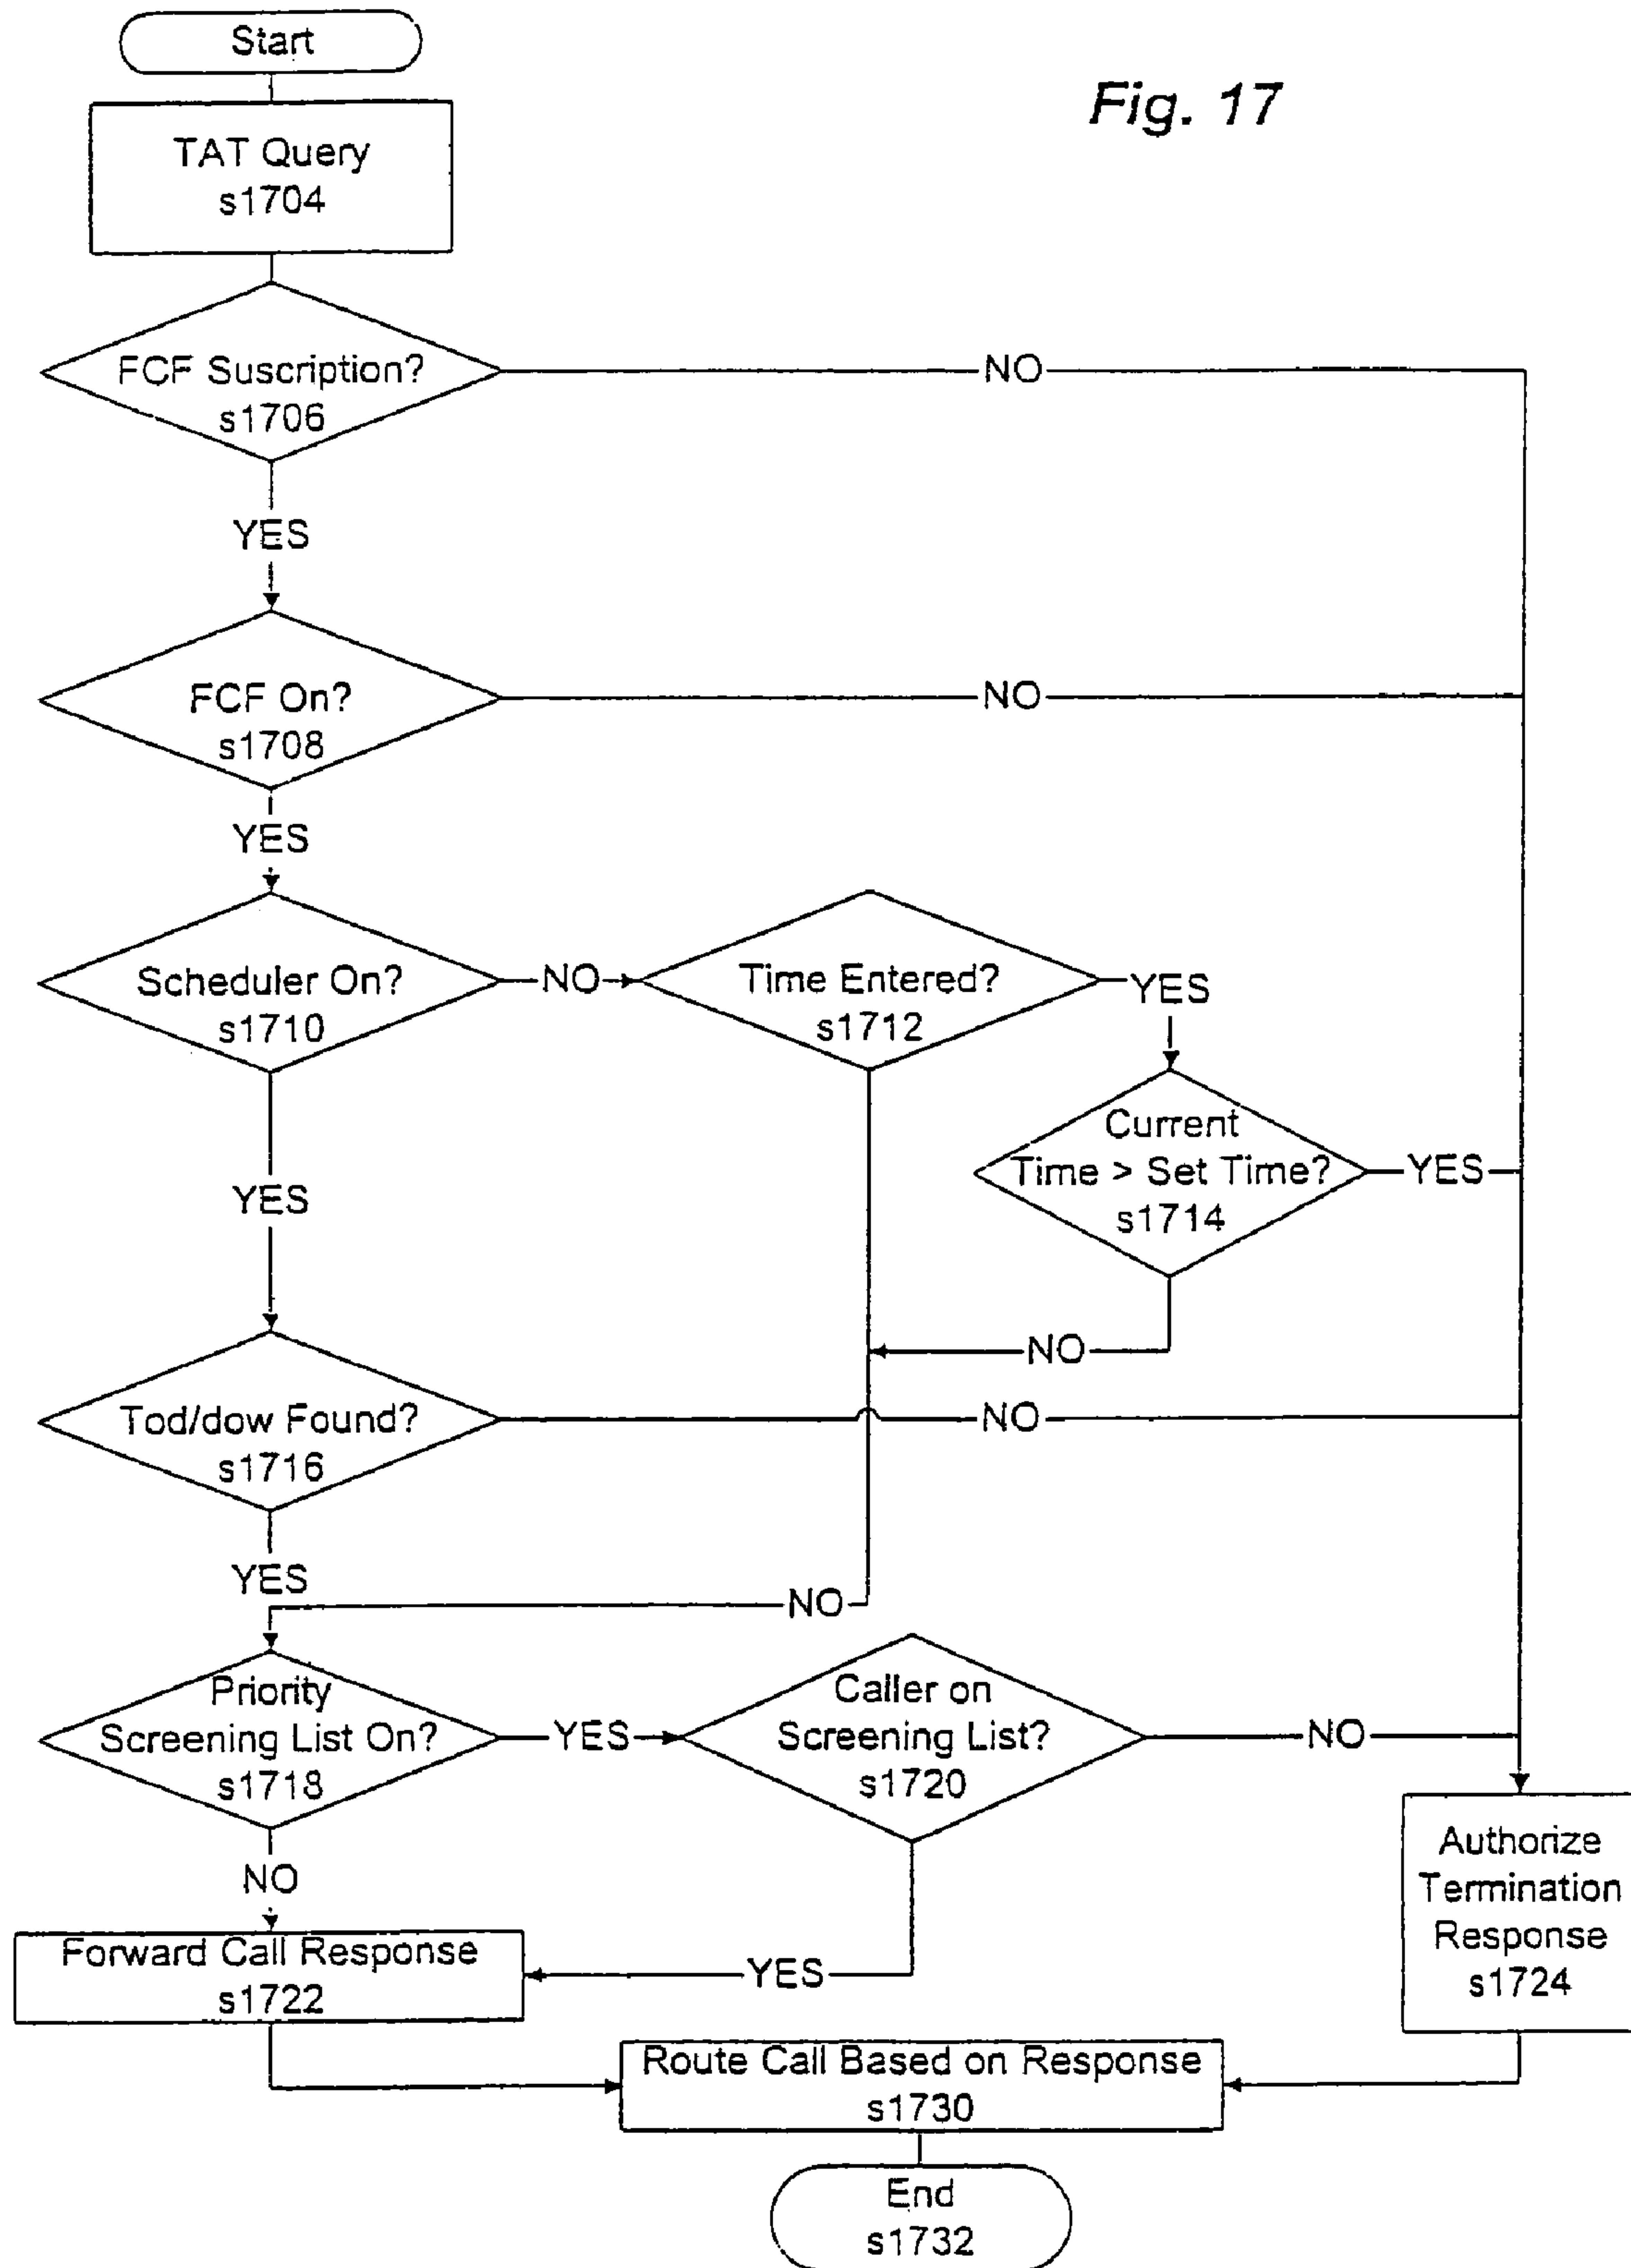 Start
Fig. 17
TAT Query
s1704
FCF Suscription?
s1706
NO
YES
FCF On?
s1708
NO
YES
Scheduler On?
s1710
NO
Time Entered?
s1712
YES
Current
Time > Set Time?
s1714
YES
YES
NO
Tod/dow Found?
s1716
NO
YES
NO
Priority
Screening List On?
s1718
YES
Caller on
Screening List?
s1720
NO
NO
Authorize
Termination
Response
s1724
Forward Call Response
s1722
YES
Route Call Based on Response
s1730
End
s1732